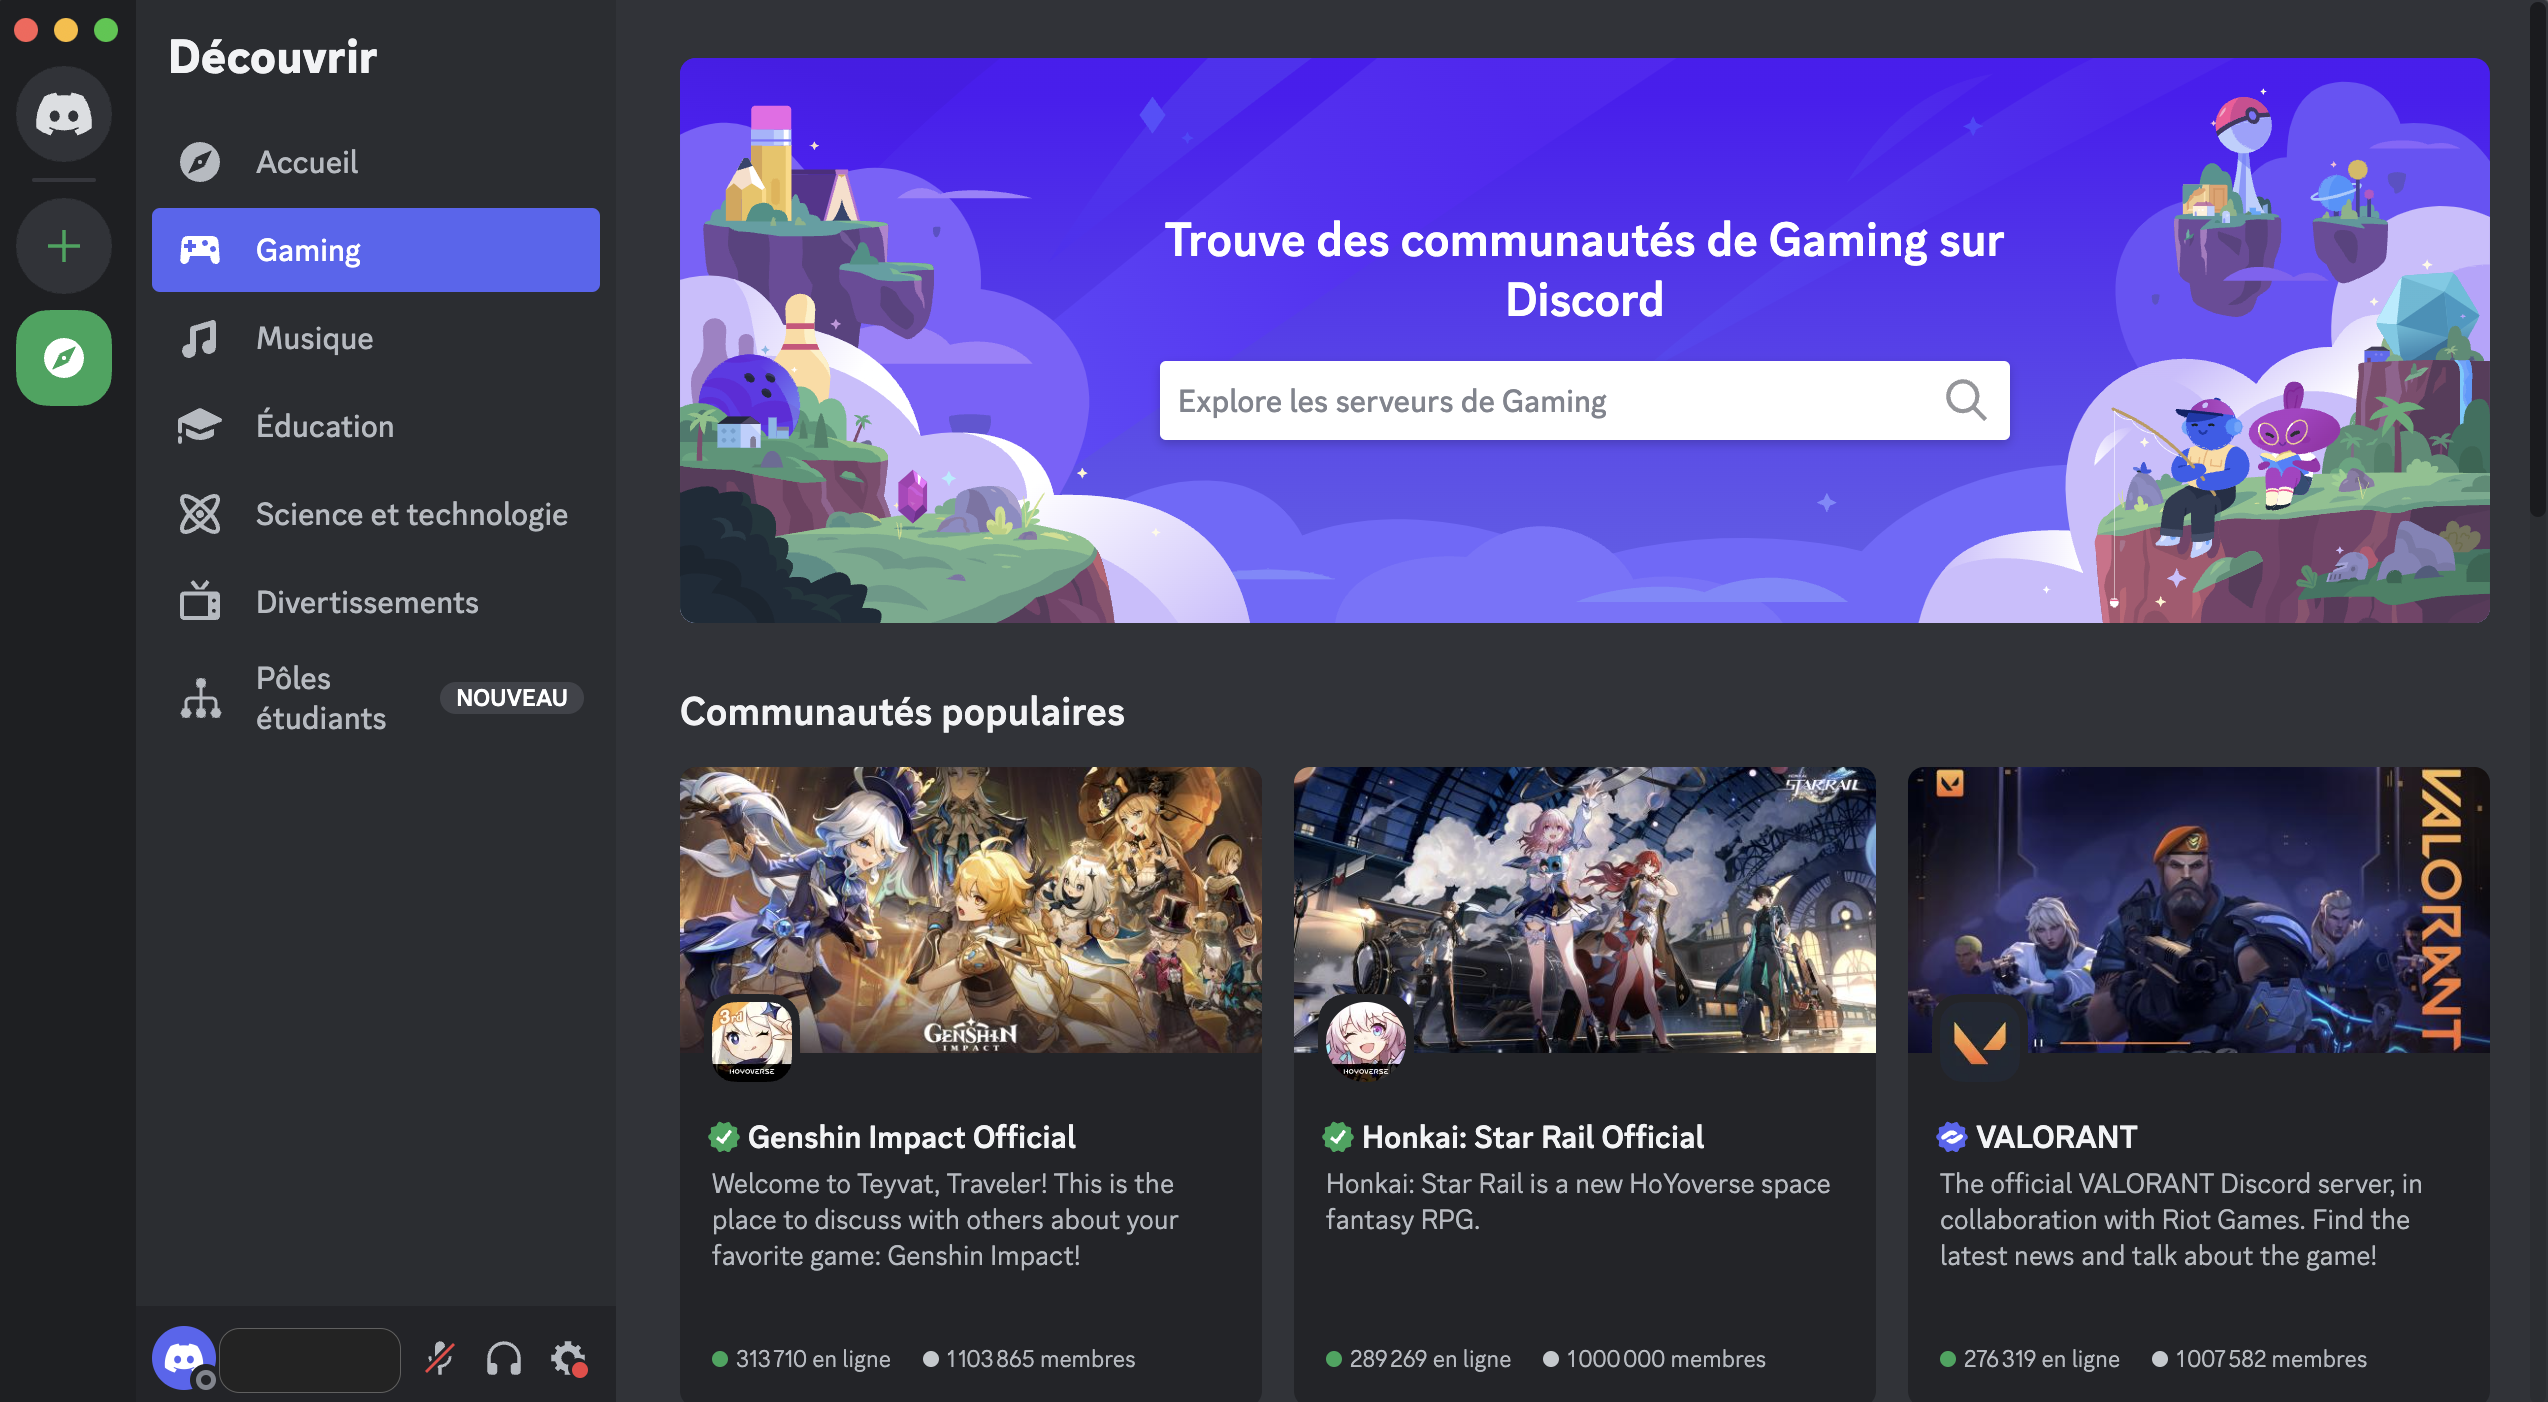 Découvrir
Accueil
Gaming
Musique
Éducation
Science et technologie
Divertissements
Pôles
étudiants
NOUVEAU
Trouve des communautés de Gaming sur
Discord
Explore les serveurs de Gaming
Communautés populaires
GENSHIN
IMPACT
3rd
HOYOVERSE
Genshin Impact Official
Welcome to Teyvat, Traveler! This is the
place to discuss with others about your
favorite game: Genshin Impact!
313 710 en ligne
1 103 865 membres
HONKAI
STAR RAIL
HOYOVERSE
Honkai: Star Rail Official
Honkai: Star Rail is a new HoYoverse space
fantasy RPG.
289 269 en ligne
1 000 000 membres
VALORANT
VALORANT
The official VALORANT Discord server, in
collaboration with Riot Games. Find the
latest news and talk about the game!
276 319 en ligne
1 007 582 membres